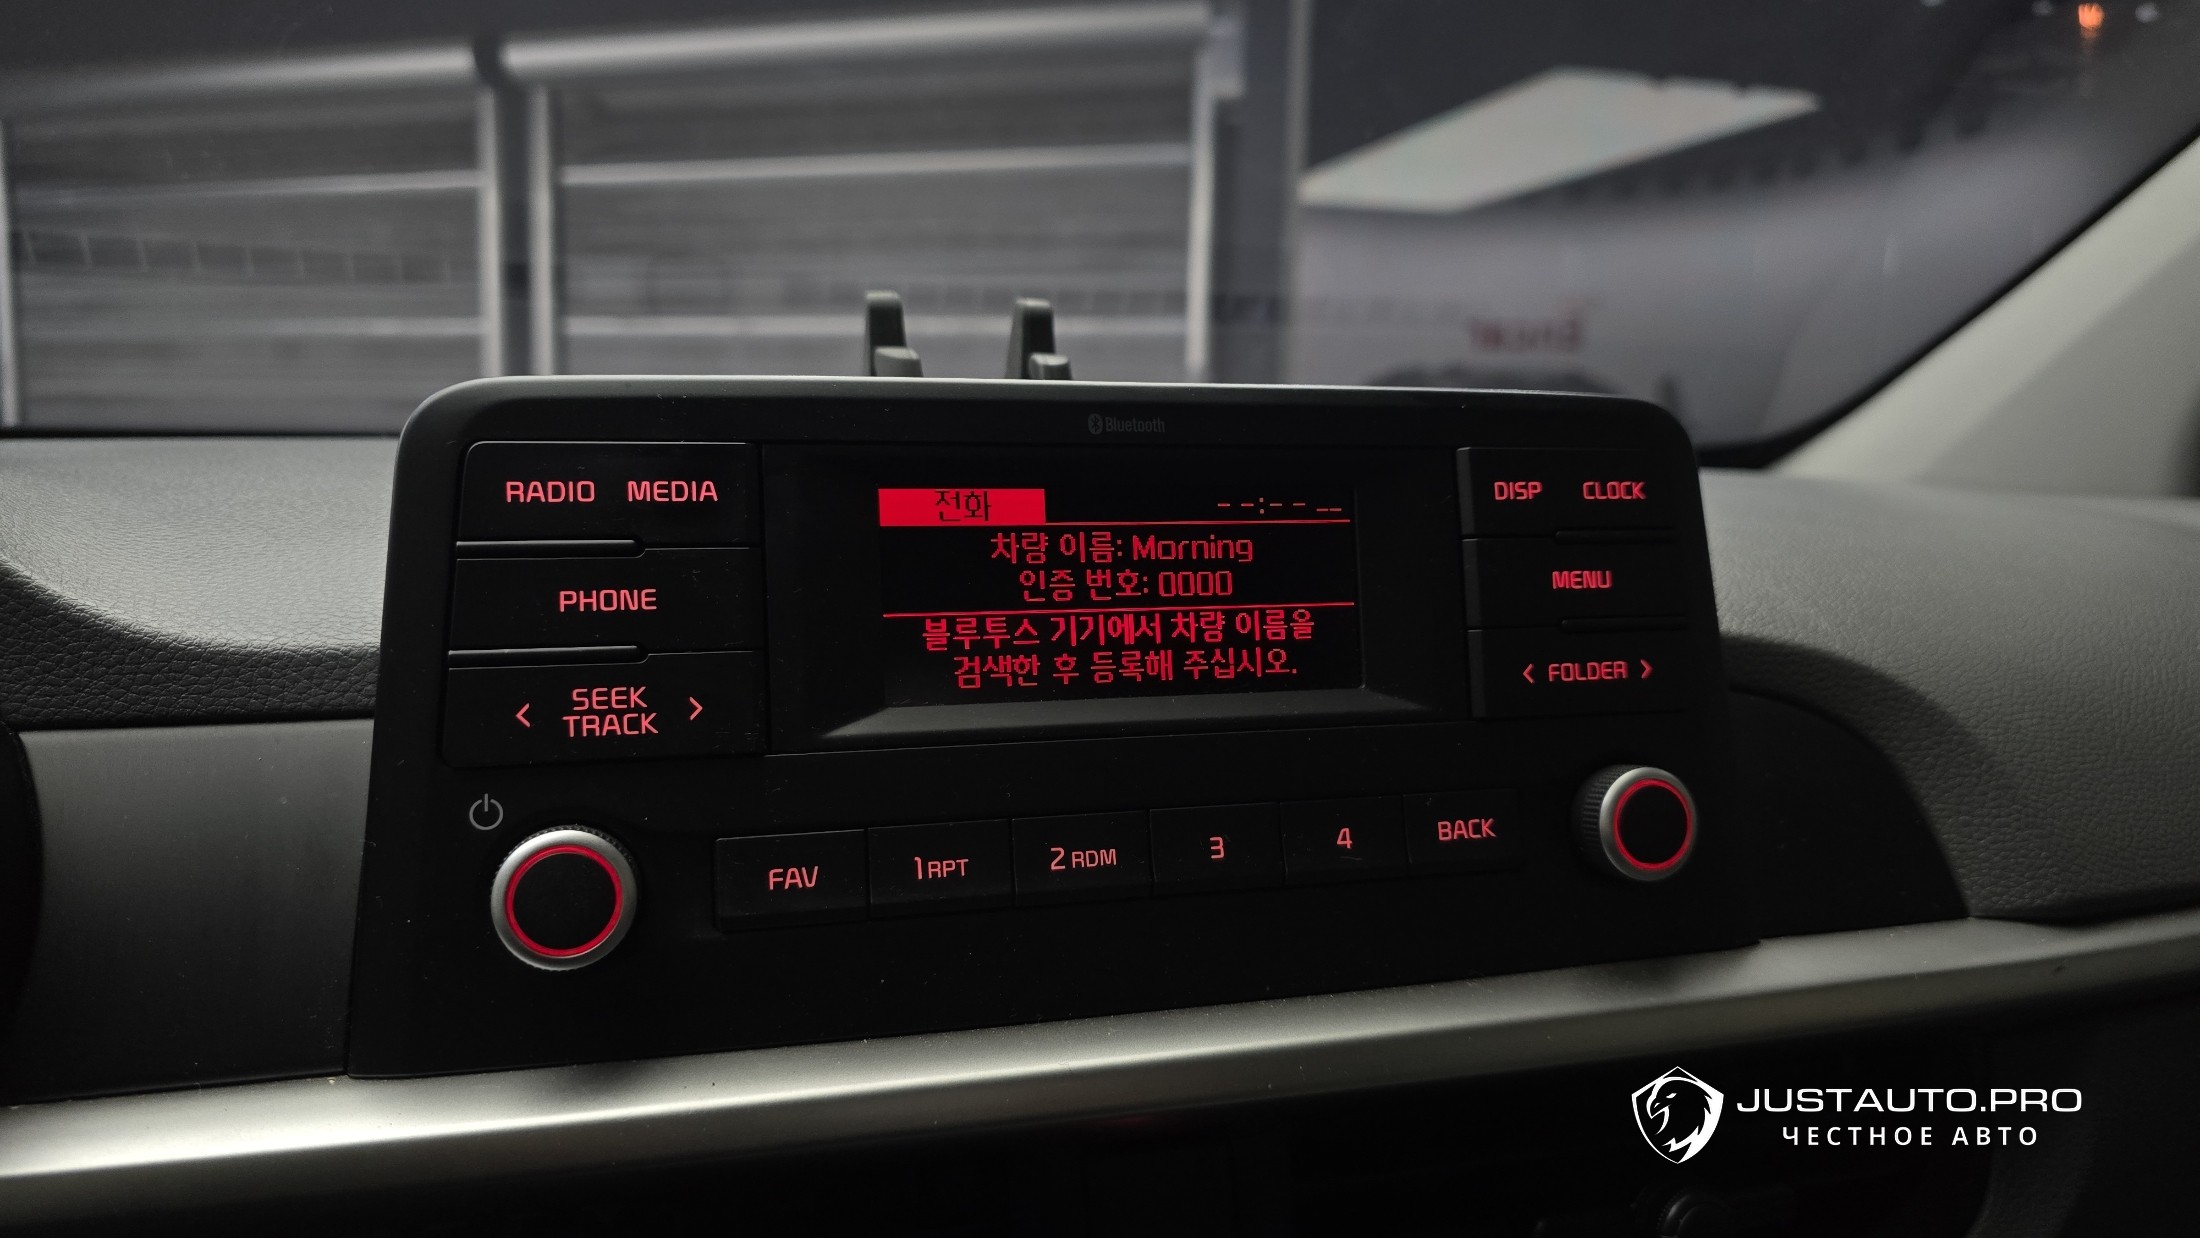 Bluetooth
RADIO MEDIA
PHONE
< SEEK TRACK >
전화 --:-- --
차량 이름: Morning
인증 번호: 0000
블루투스 기기에서 차량 이름을
검색한 후 등록해 주십시오.
DISP CLOCK
MENU
< FOLDER >
FAV 1 RPT 2 RDM 3 4 BACK
JUSTAUTO.PRO
ЧЕСТНОЕ АВТО